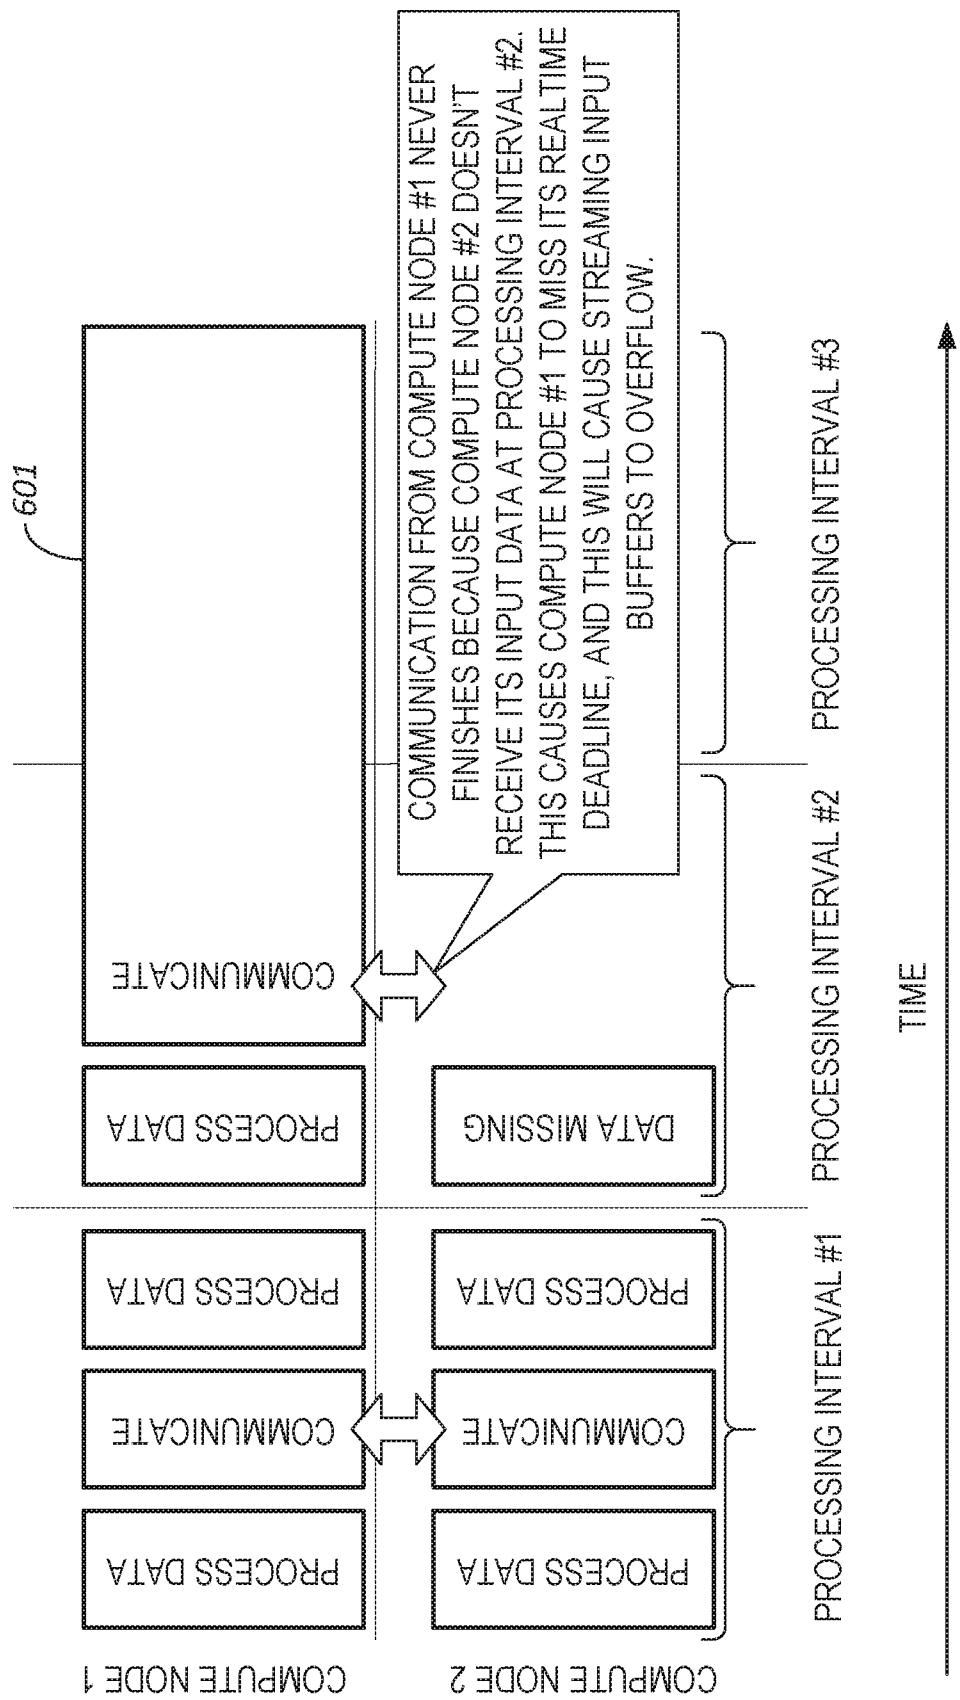 601
COMPUTE NODE 1
PROCESS DATA
COMMUNICATE
PROCESS DATA
PROCESS DATA
COMMUNICATE
COMPUTE NODE 2
PROCESS DATA
COMMUNICATE
PROCESS DATA
DATA MISSING
COMMUNICATION FROM COMPUTE NODE #1 NEVER
FINISHES BECAUSE COMPUTE NODE #2 DOESN'T
RECEIVE ITS INPUT DATA AT PROCESSING INTERVAL #2.
THIS CAUSES COMPUTE NODE #1 TO MISS ITS REALTIME
DEADLINE, AND THIS WILL CAUSE STREAMING INPUT
BUFFERS TO OVERFLOW.
PROCESSING INTERVAL #1
PROCESSING INTERVAL #2
PROCESSING INTERVAL #3
TIME